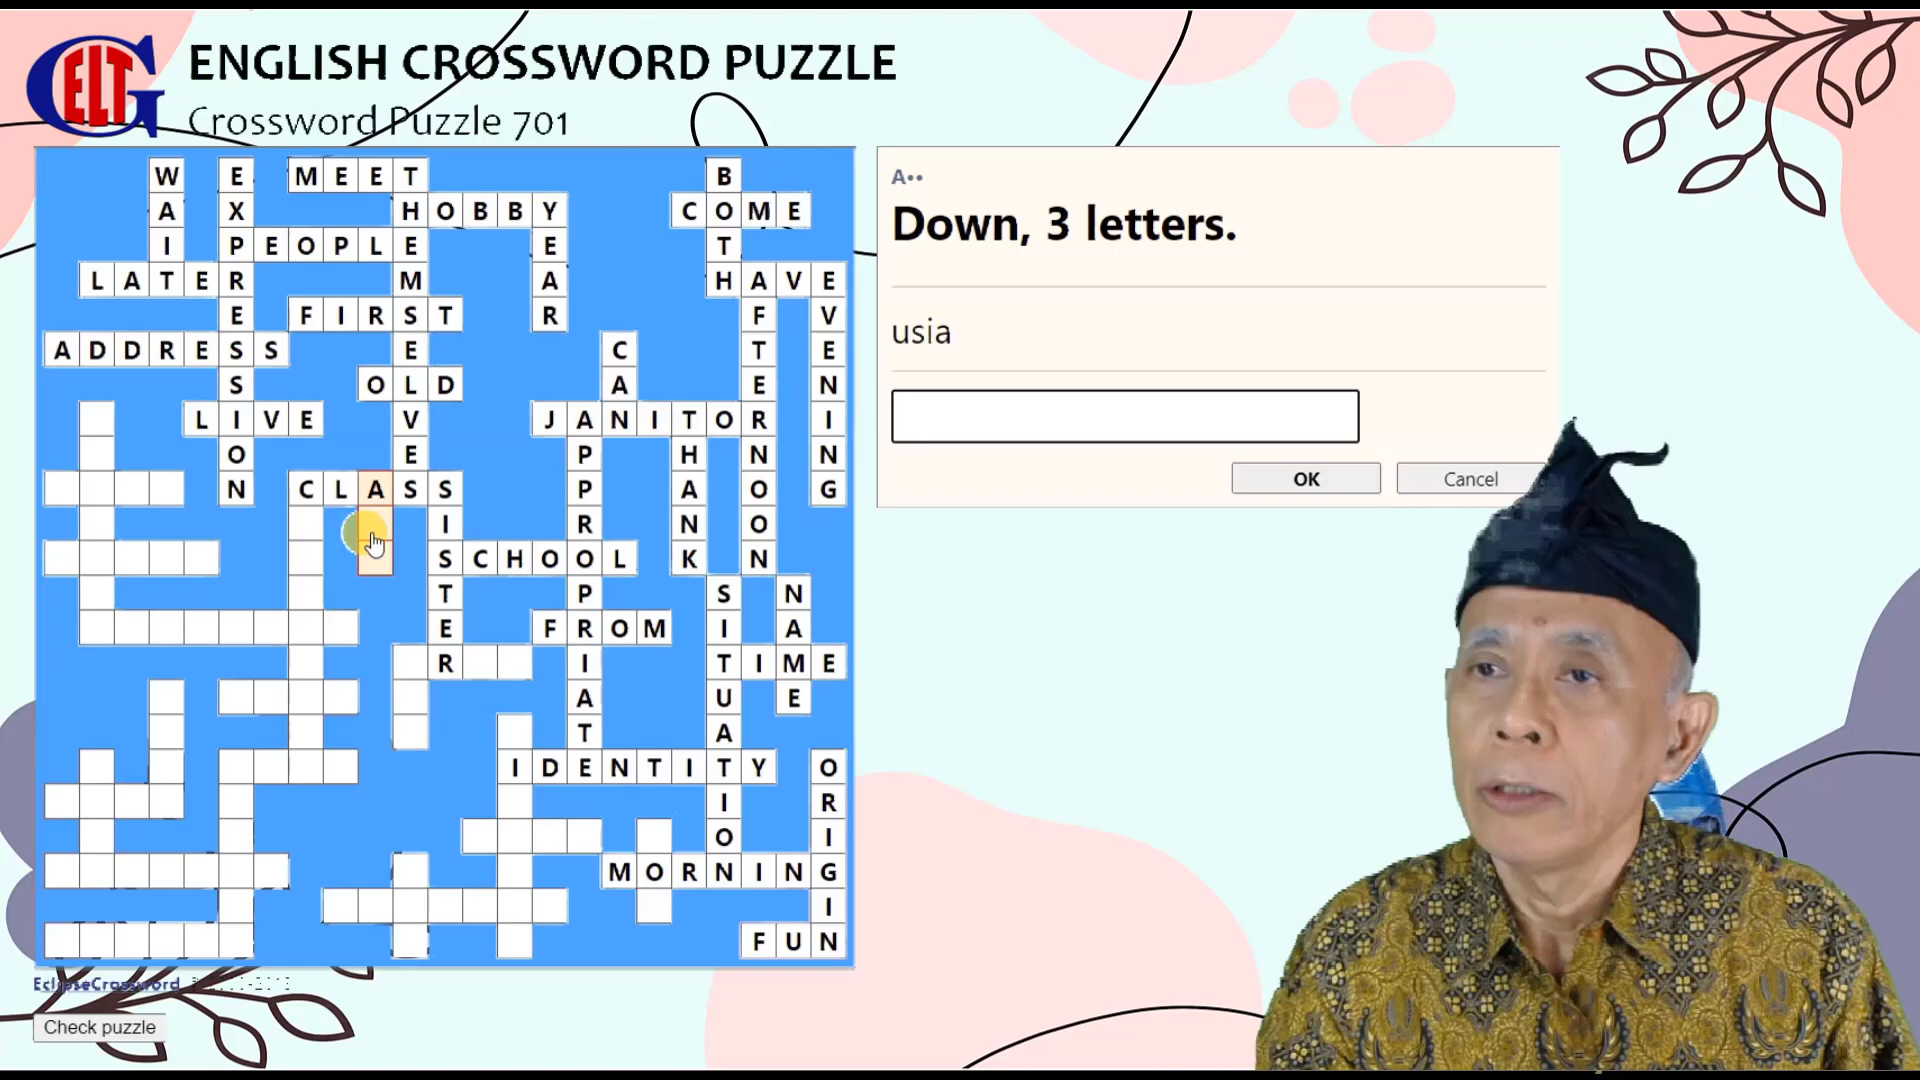 GELT
ENGLISH CROSSWORD PUZZLE
Crossword Puzzle 701
W E MEET B
A X HOBBY COME
I PEOPLE E T
LATER M A HAVE
E FIRST R F V
ADDRESS E C T E
S OLD A E N
LIVE V JANITOR I
O E P H N N
N CLASS P A O G
I R N O
SCHOOL K N
T P S N
E FROM I A
R I TIME
A U E
T A
IDENTITY O
I R
O I
MORNING
I
FUN
EclipseCrossword
Check puzzle
A••
Down, 3 letters.
usia
OK
Cancel